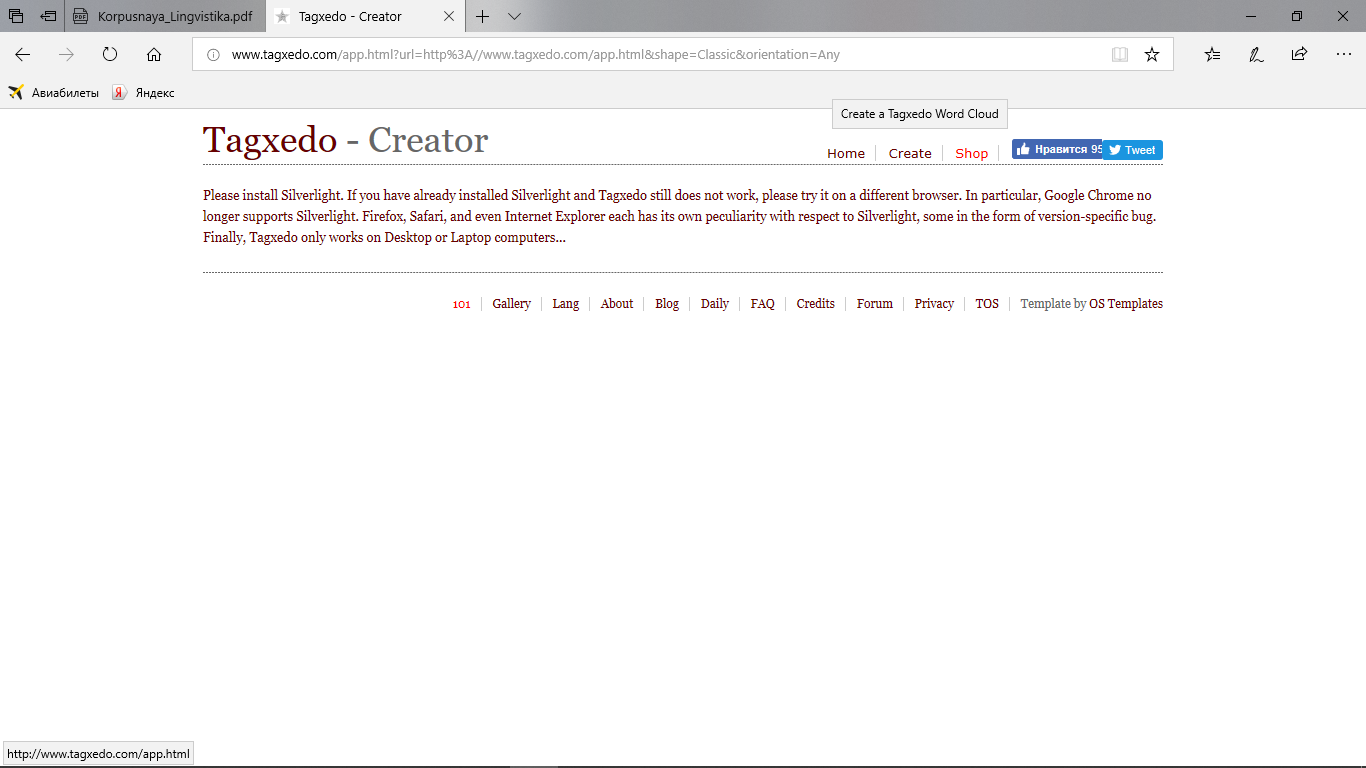 Korpusnaya_Lingvistika.pdf
Tagxedo - Creator
www.tagxedo.com/app.html?url=http%3A//www.tagxedo.com/app.html&shape=Classic&orientation=Any
Авиабилеты
Яндекс
Create a Tagxedo Word Cloud
Tagxedo - Creator
Home Create Shop Нравится 95 Tweet
Please install Silverlight. If you have already installed Silverlight and Tagxedo still does not work, please try it on a different browser. In particular, Google Chrome no
longer supports Silverlight. Firefox, Safari, and even Internet Explorer each has its own peculiarity with respect to Silverlight, some in the form of version-specific bug.
Finally, Tagxedo only works on Desktop or Laptop computers...
101 Gallery Lang About Blog Daily FAQ Credits Forum Privacy TOS Template by OS Templates
http://www.tagxedo.com/app.html